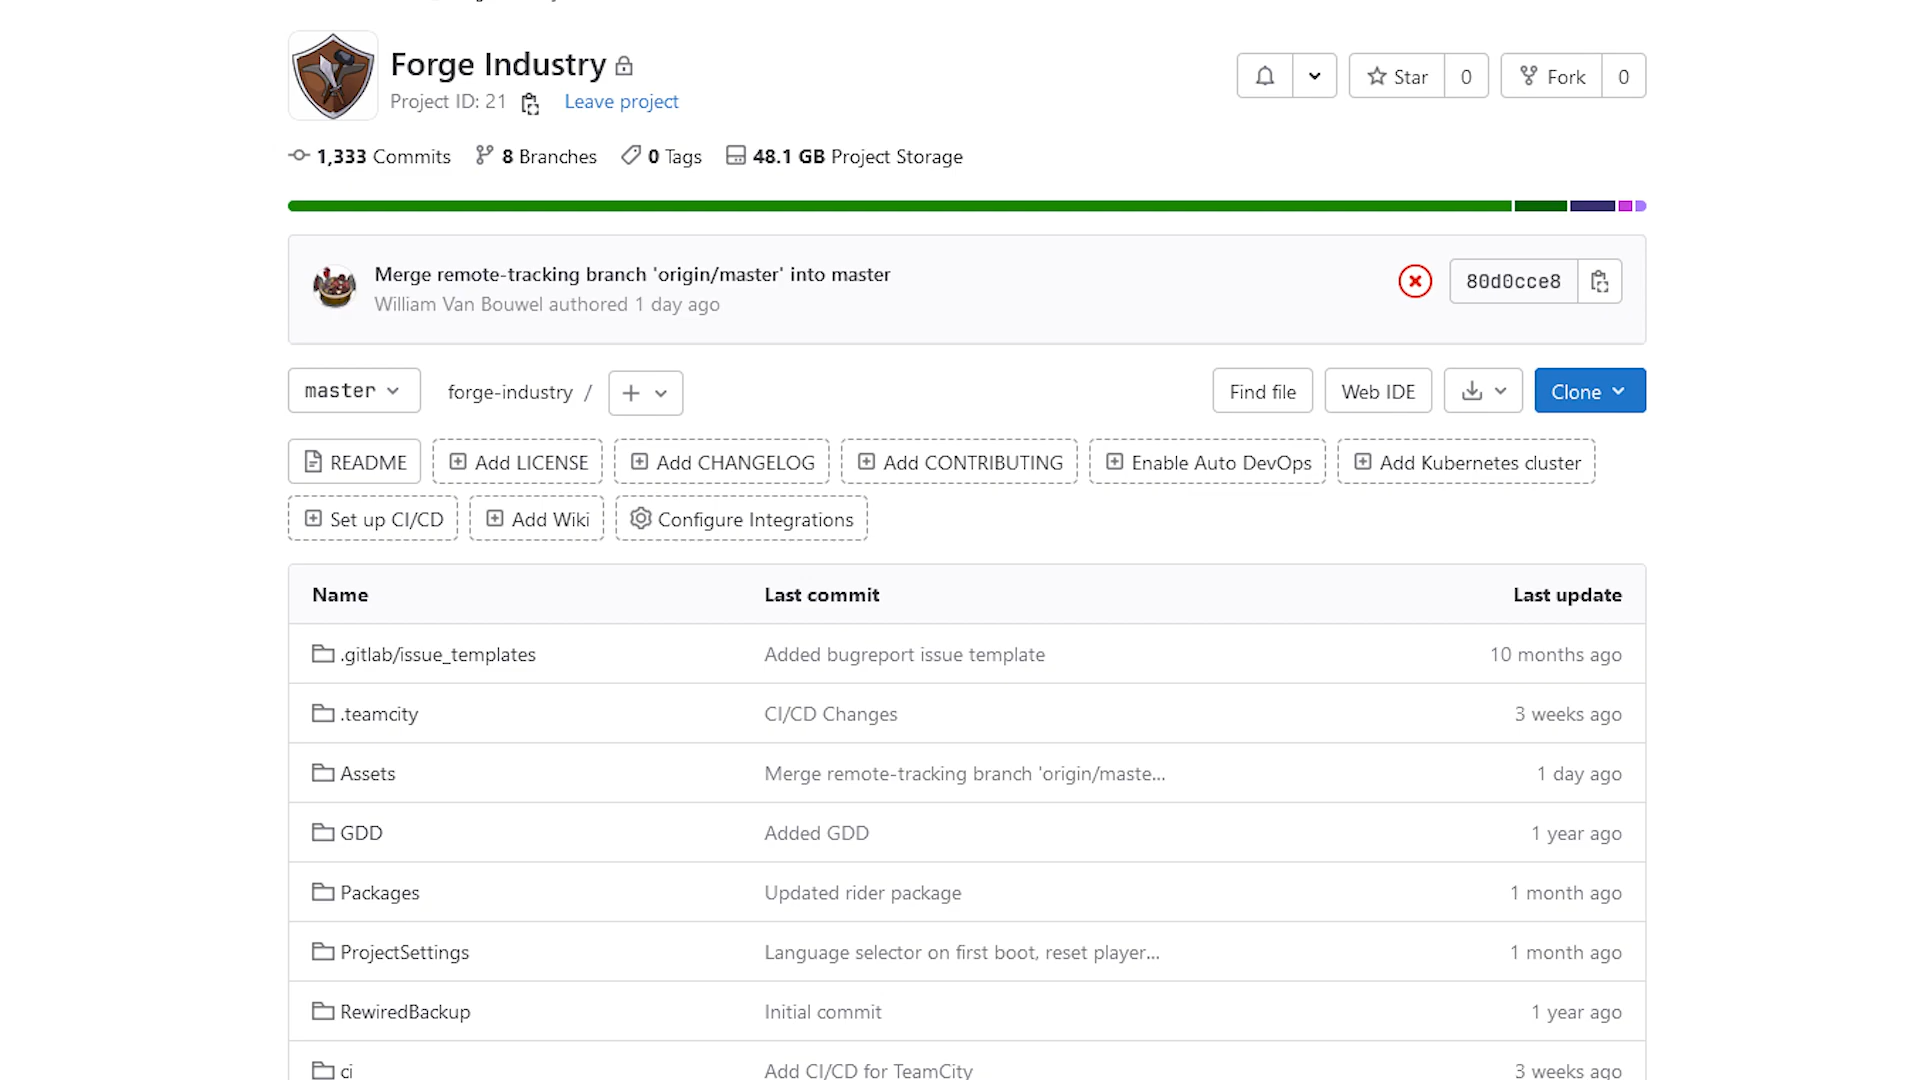 Forge Industry
Project ID: 21 Leave project
Star 0 Fork 0
1,333 Commits 8 Branches 0 Tags 48.1 GB Project Storage
Merge remote-tracking branch 'origin/master' into master
William Van Bouwel authored 1 day ago
80d0cce8
master forge-industry / Find file Web IDE Clone
README Add LICENSE Add CHANGELOG Add CONTRIBUTING Enable Auto DevOps Add Kubernetes cluster
Set up CI/CD Add Wiki Configure Integrations
Name Last commit Last update
.gitlab/issue_templates Added bugreport issue template 10 months ago
.teamcity CI/CD Changes 3 weeks ago
Assets Merge remote-tracking branch 'origin/maste... 1 day ago
GDD Added GDD 1 year ago
Packages Updated rider package 1 month ago
ProjectSettings Language selector on first boot, reset player... 1 month ago
RewiredBackup Initial commit 1 year ago
ci Add CI/CD for TeamCity 3 weeks ago